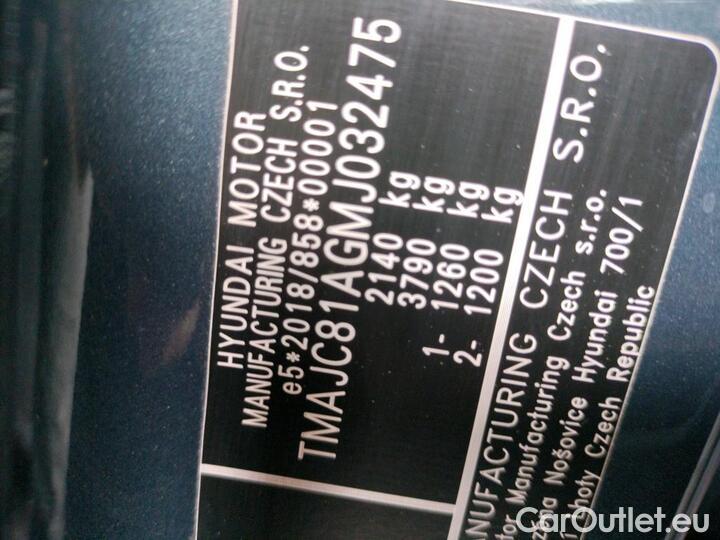 HYUNDAI MOTOR
MANUFACTURING CZECH S.R.O.
e5*2018/858*00001
TMAJC81AGMJ032475
2140 kg
3790 kg
1- 1260 kg
2- 1200 kg
MANUFACTURING CZECH S.R.O.
Manufacturing Czech s.r.o.
Nošovice Hyundai 700/1
Lhoty Czech Republic
CarOutlet.eu